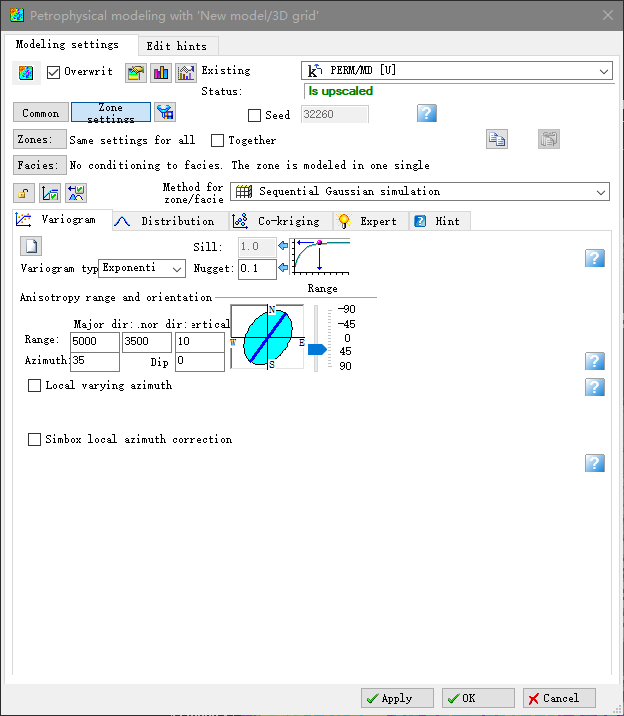 Petrophysical modeling with 'New model/3D grid'
Modeling settings
Edit hints
Overwrit
Existing
PERM/MD [U]
Status:
Is upscaled
Common
Zone settings
Seed
32260
Zones:
Same settings for all
Together
Facies:
No conditioning to facies. The zone is modeled in one single
Method for zone/facie
Sequential Gaussian simulation
Variogram
Distribution
Co-kriging
Expert
Hint
Sill:
1.0
Variogram typ
Exponenti
Nugget:
0.1
Range
Anisotropy range and orientation
Major dir:
.nor dir:
ertical
Range:
5000
3500
10
Azimuth:
35
Dip
0
N
W
E
S
-90
-45
0
45
90
Local varying azimuth
Simbox local azimuth correction
Apply
OK
Cancel